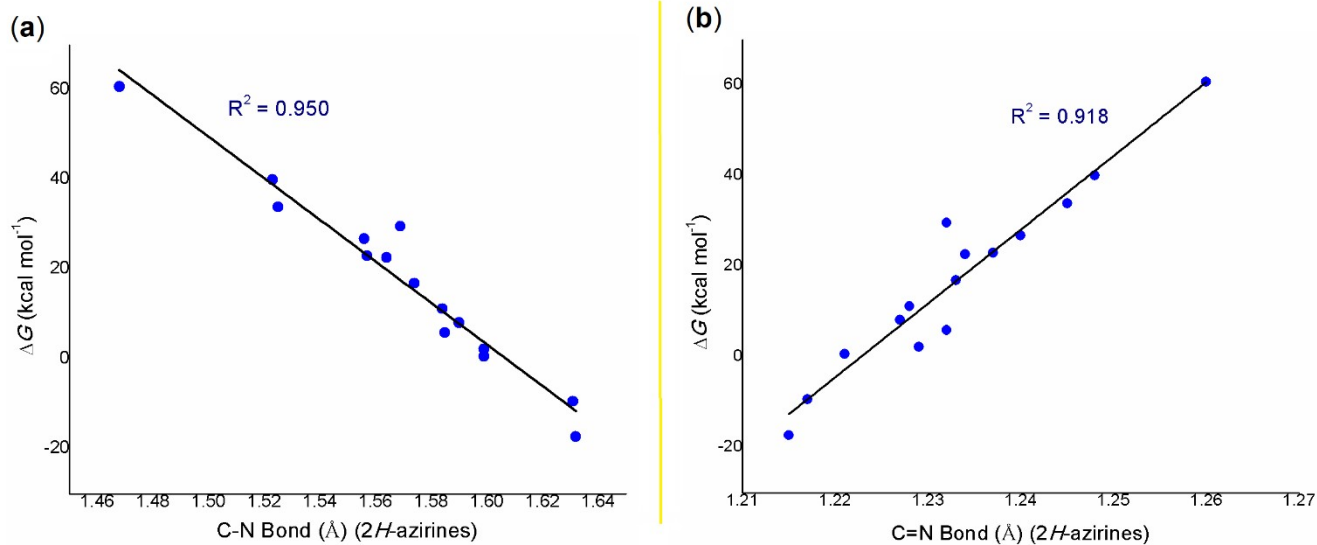 (a)
60
40
20
0
-20
ΔG (kcal mol⁻¹)
R² = 0.950
1.46 1.48 1.50 1.52 1.54 1.56 1.58 1.60 1.62 1.64
C-N Bond (Å) (2H-azirines)
(b)
60
40
20
0
-20
ΔG (kcal mol⁻¹)
R² = 0.918
1.21 1.22 1.23 1.24 1.25 1.26 1.27
C=N Bond (Å) (2H-azirines)